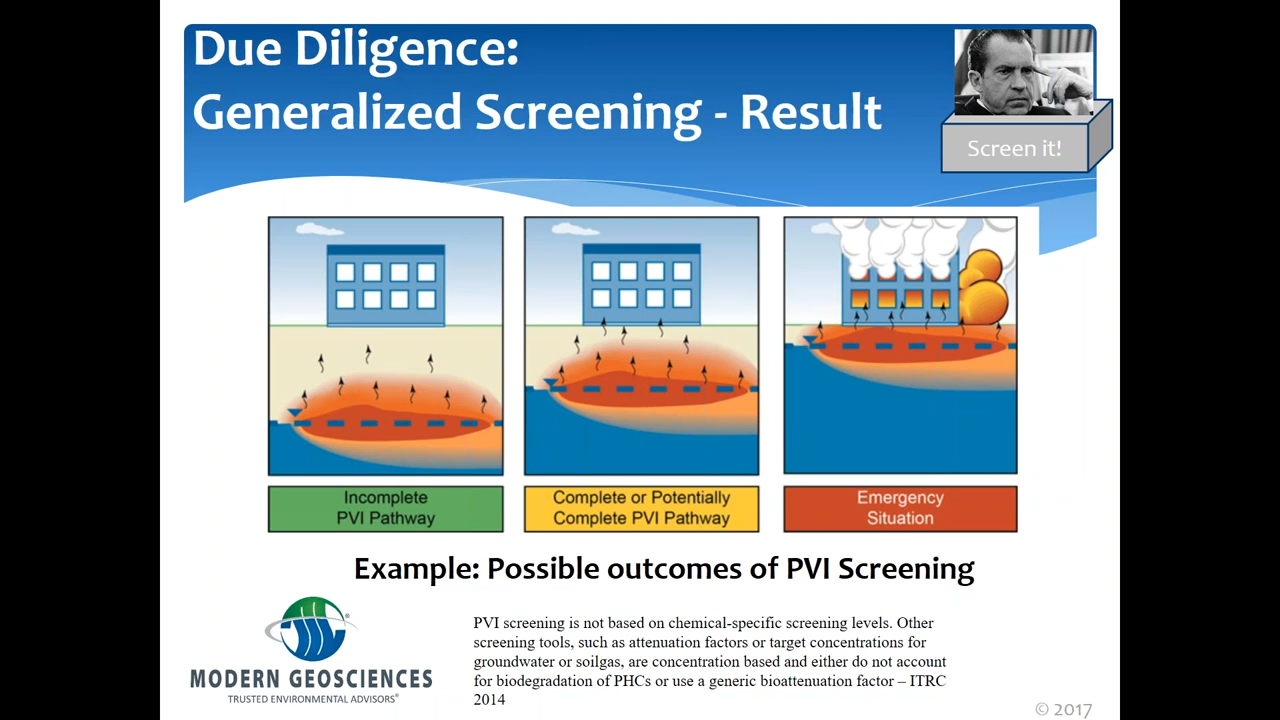 Due Diligence:
Generalized Screening - Result
Screen it!
Incomplete
PVI Pathway
Complete or Potentially
Complete PVI Pathway
Emergency
Situation
Example: Possible outcomes of PVI Screening
PVI screening is not based on chemical-specific screening levels. Other
screening tools, such as attenuation factors or target concentrations for
groundwater or soilgas, are concentration based and either do not account
for biodegradation of PHCs or use a generic bioattenuation factor – ITRC
2014
MODERN GEOSCIENCES
TRUSTED ENVIRONMENTAL ADVISORS®
© 2017